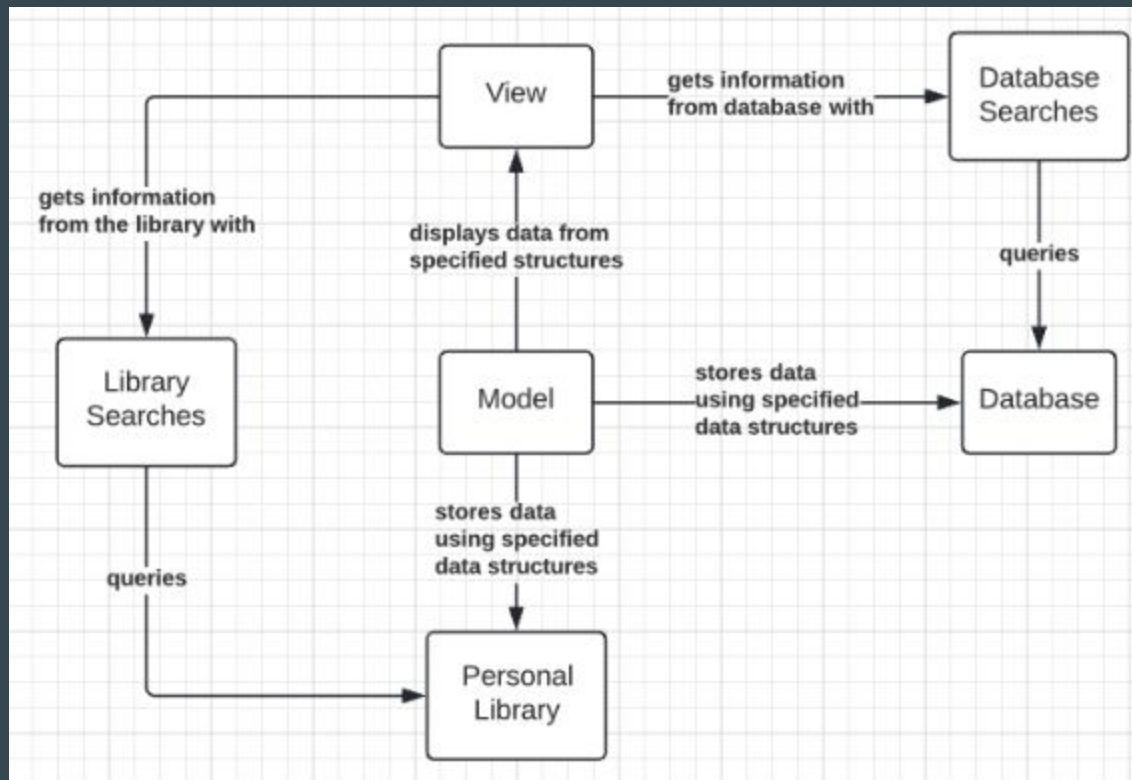 View
gets information
from database with
Database
Searches
gets information
from the library with
displays data from
specified structures
queries
Library
Searches
Model
stores data
using specified
data structures
Database
stores data
using specified
data structures
queries
Personal
Library